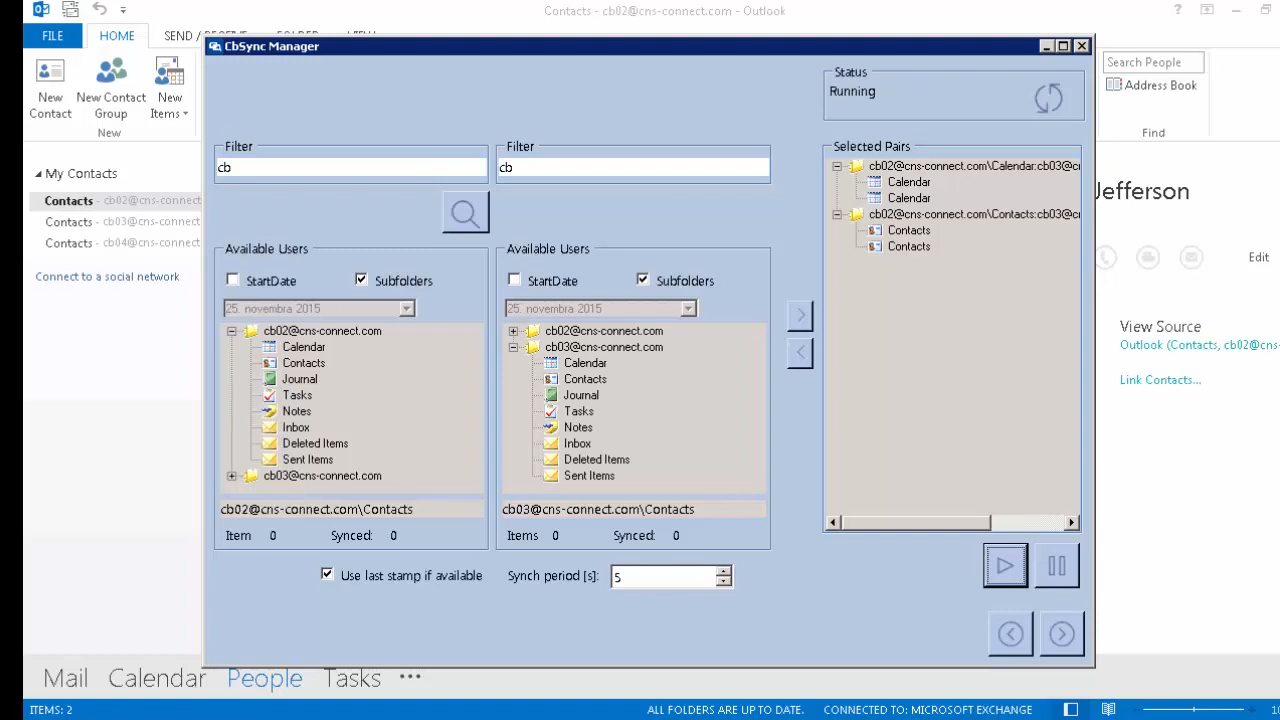 Contacts - cb02@cns-connect.com - Outlook
FILE
HOME
CbSync Manager
New Contact
New Contact Group
New Items
New
Search People
Address Book
Find
Status
Running
Filter
cb
Filter
cb
Selected Pairs
cb02@cns-connect.com\Calendar:cb03@c
Calendar
Calendar
cb02@cns-connect.com\Contacts:cb03@c
Contacts
Contacts
My Contacts
Contacts - cb02@cns-connect
Contacts - cb03@cns-connect
Contacts - cb04@cns-connect
Connect to a social network
Available Users
StartDate
Subfolders
25. novembra 2015
cb02@cns-connect.com
Calendar
Contacts
Journal
Tasks
Notes
Inbox
Deleted Items
Sent Items
cb03@cns-connect.com
cb02@cns-connect.com\Contacts
Item 0 Synced: 0
Available Users
StartDate
Subfolders
25. novembra 2015
cb02@cns-connect.com
cb03@cns-connect.com
Calendar
Contacts
Journal
Tasks
Notes
Inbox
Deleted Items
Sent Items
cb03@cns-connect.com\Contacts
Items 0 Synced: 0
Use last stamp if available
Synch period [s]: 5
Jefferson
Edit
View Source
Outlook (Contacts, cb02@cns-
Link Contacts...
Mail Calendar People Tasks •••
ITEMS: 2
ALL FOLDERS ARE UP TO DATE.
CONNECTED TO: MICROSOFT EXCHANGE